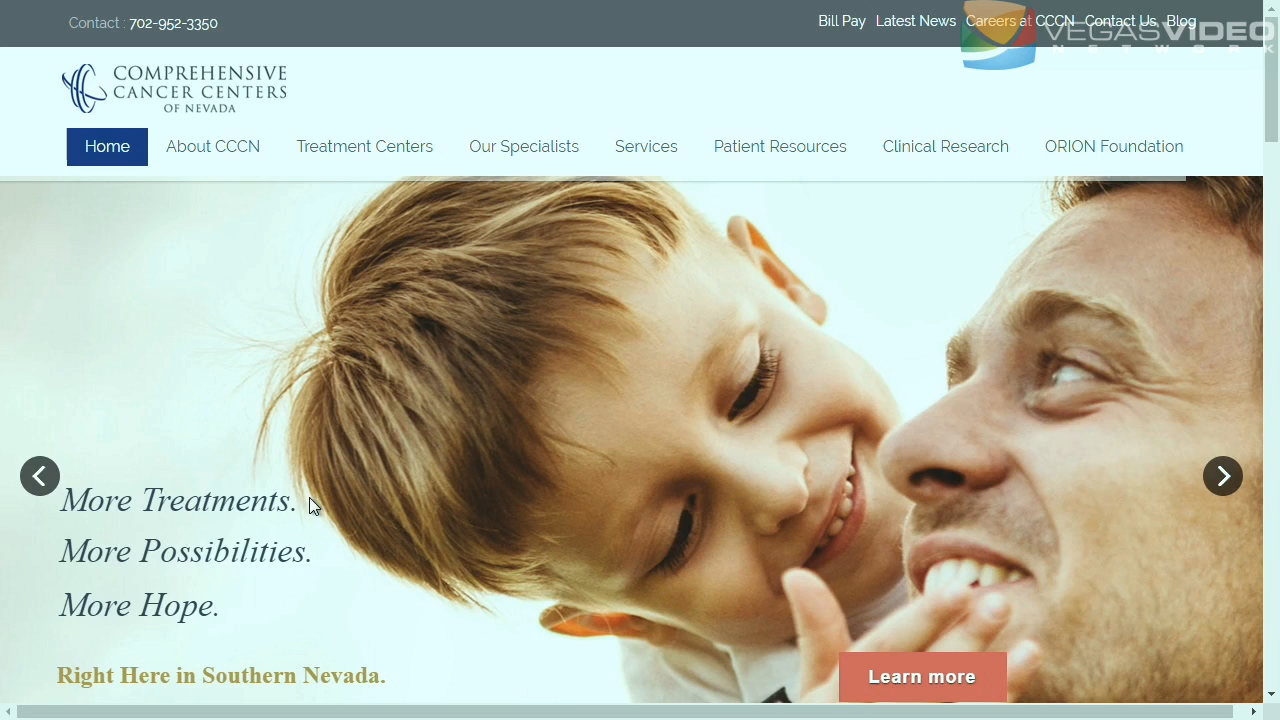 Contact : 702-952-3350
Bill Pay Latest News Careers at CCCN Contact Us Blog
VEGASVIDEO
NETWORK
COMPREHENSIVE
CANCER CENTERS
OF NEVADA
Home About CCCN Treatment Centers Our Specialists Services Patient Resources Clinical Research ORION Foundation
More Treatments.
More Possibilities.
More Hope.
Right Here in Southern Nevada.
Learn more